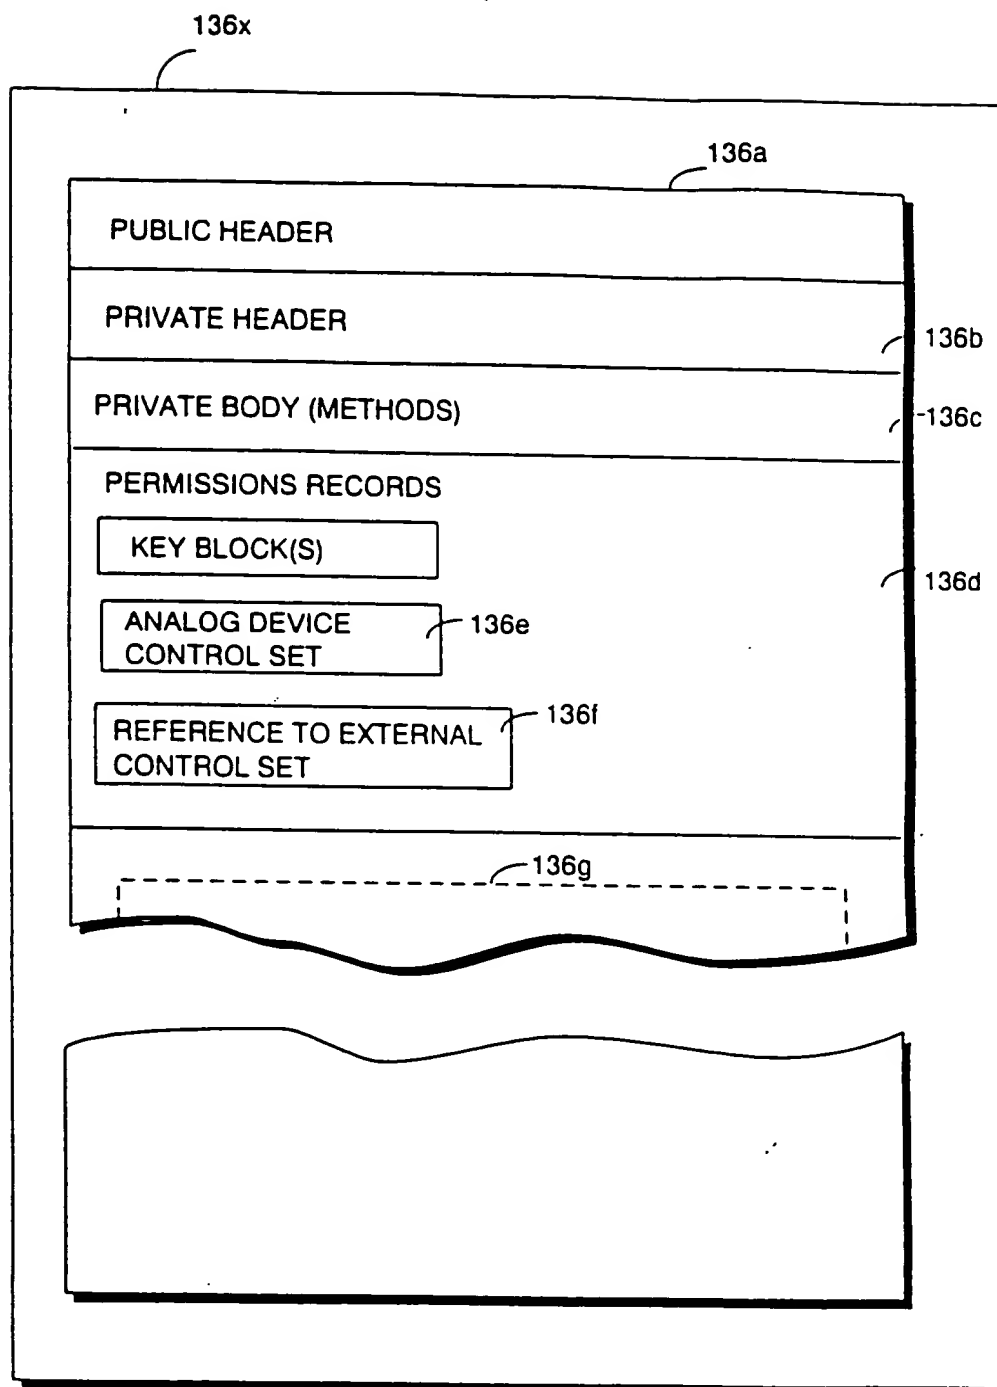 136x
136a
PUBLIC HEADER
PRIVATE HEADER
136b
PRIVATE BODY (METHODS)
136c
PERMISSIONS RECORDS
KEY BLOCK(S)
136d
ANALOG DEVICE
CONTROL SET
136e
136f
REFERENCE TO EXTERNAL
CONTROL SET
136g